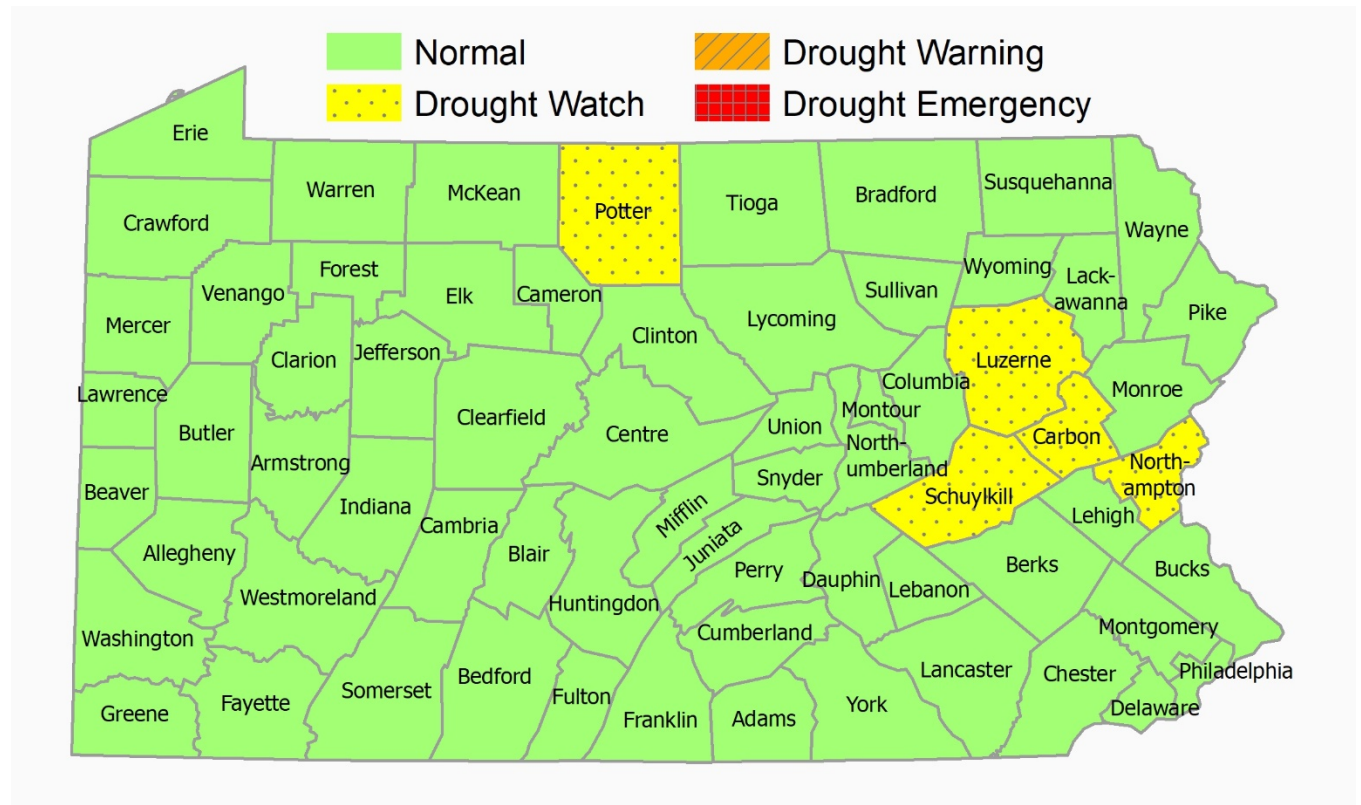 Normal
Drought Warning
Drought Watch
Drought Emergency
Erie
Warren
McKean
Potter
Tioga
Bradford
Susquehanna
Wayne
Crawford
Forest
Venango
Elk
Cameron
Clinton
Lycoming
Sullivan
Wyoming
Lack-
awanna
Pike
Mercer
Clarion
Jefferson
Luzerne
Lawrence
Butler
Clearfield
Centre
Union
Montour
Columbia
Monroe
Carbon
Armstrong
North-
umberland
Snyder
Schuylkill
North-
ampton
Beaver
Indiana
Cambria
Mifflin
Lehigh
Allegheny
Blair
Juniata
Perry
Dauphin
Lebanon
Berks
Bucks
Westmoreland
Huntingdon
Cumberland
Washington
Montgomery
Greene
Fayette
Somerset
Bedford
Fulton
Franklin
Adams
York
Lancaster
Chester
Philadelphia
Delaware